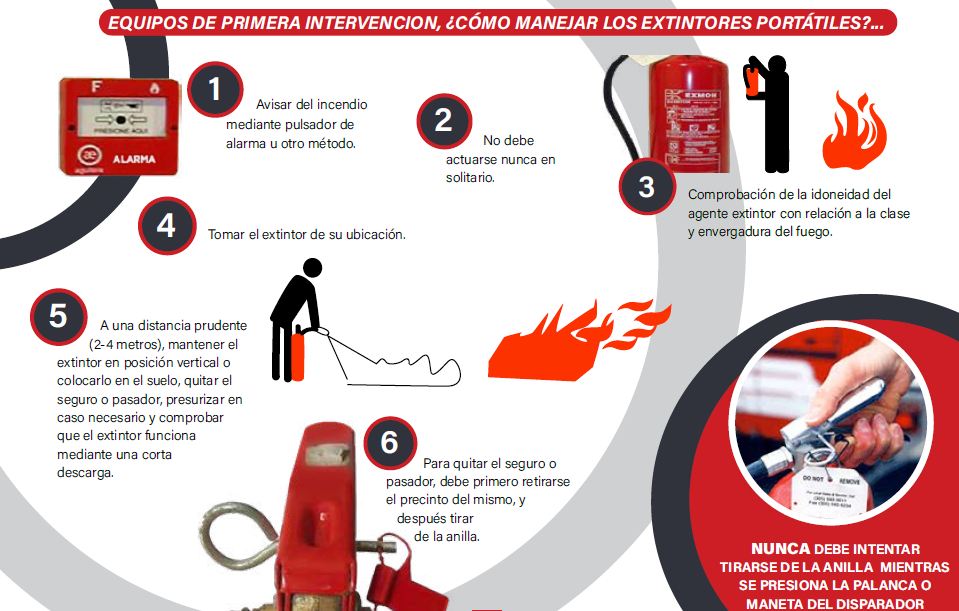 EQUIPOS DE PRIMERA INTERVENCION, ¿CÓMO MANEJAR LOS EXTINTORES PORTÁTILES?...
F
PRESIONE AQUI
ALARMA
1
Avisar del incendio
mediante pulsador de
alarma u otro método.
2
No debe
actuarse nunca en
solitario.
EXMON
3
Comprobación de la idoneidad del
agente extintor con relación a la clase
y envergadura del fuego.
4
Tomar el extintor de su ubicación.
5
A una distancia prudente
(2-4 metros), mantener el
extintor en posición vertical o
colocarlo en el suelo, quitar el
seguro o pasador, presurizar en
caso necesario y comprobar
que el extintor funciona
mediante una corta
descarga.
6
Para quitar el seguro o
pasador, debe primero retirarse
el precinto del mismo, y
después tirar
de la anilla.
DO NOT REMOVE
NUNCA DEBE INTENTAR
TIRARSE DE LA ANILLA MIENTRAS
SE PRESIONA LA PALANCA O
MANETA DEL DISPARADOR